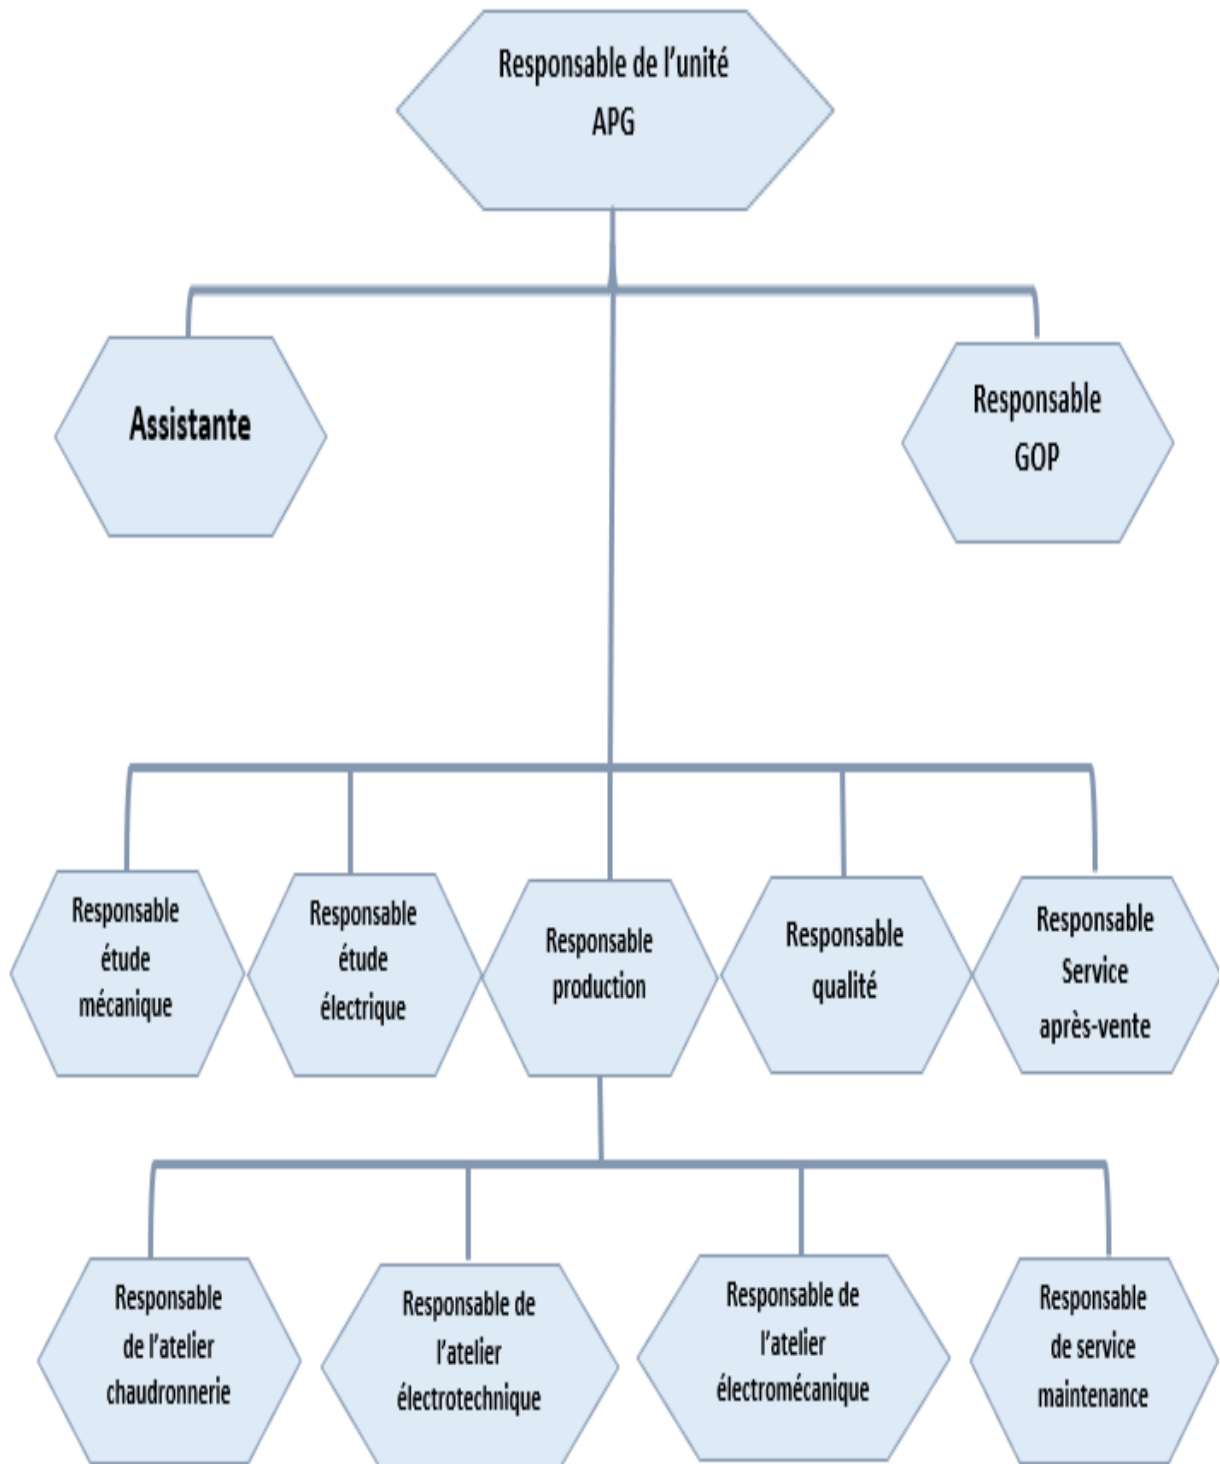 Responsable de l’unité
APG
Assistante
Responsable
GOP
Responsable
étude
mécanique
Responsable
étude
électrique
Responsable
production
Responsable
qualité
Responsable
Service
après-vente
Responsable
de l’atelier
chaudronnerie
Responsable de
l’atelier
électrotechnique
Responsable de
l’atelier
électromécanique
Responsable
de service
maintenance